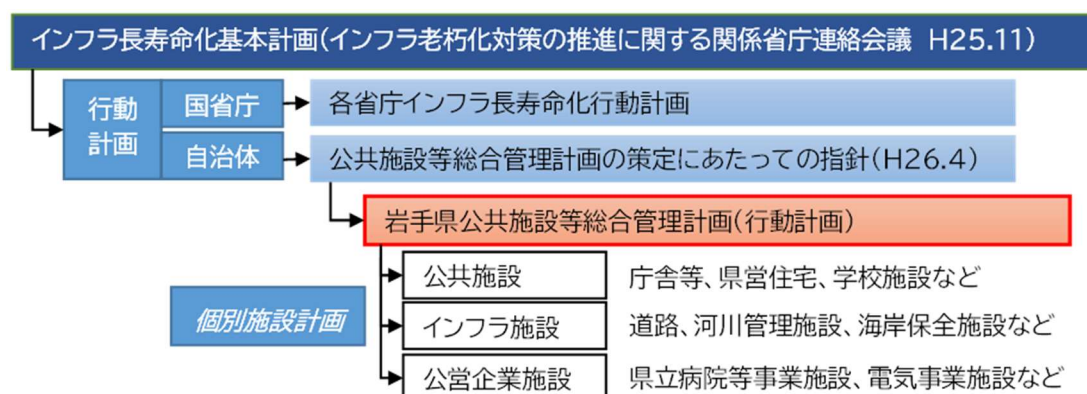 インフラ長寿命化基本計画(インフラ老朽化対策の推進に関する関係省庁連絡会議 H25.11)
行動
計画
国省庁
各省庁インフラ長寿命化行動計画
自治体
公共施設等総合管理計画の策定にあたっての指針(H26.4)
岩手県公共施設等総合管理計画(行動計画)
個別施設計画
公共施設
庁舎等、県営住宅、学校施設など
インフラ施設
道路、河川管理施設、海岸保全施設など
公営企業施設
県立病院等事業施設、電気事業施設など